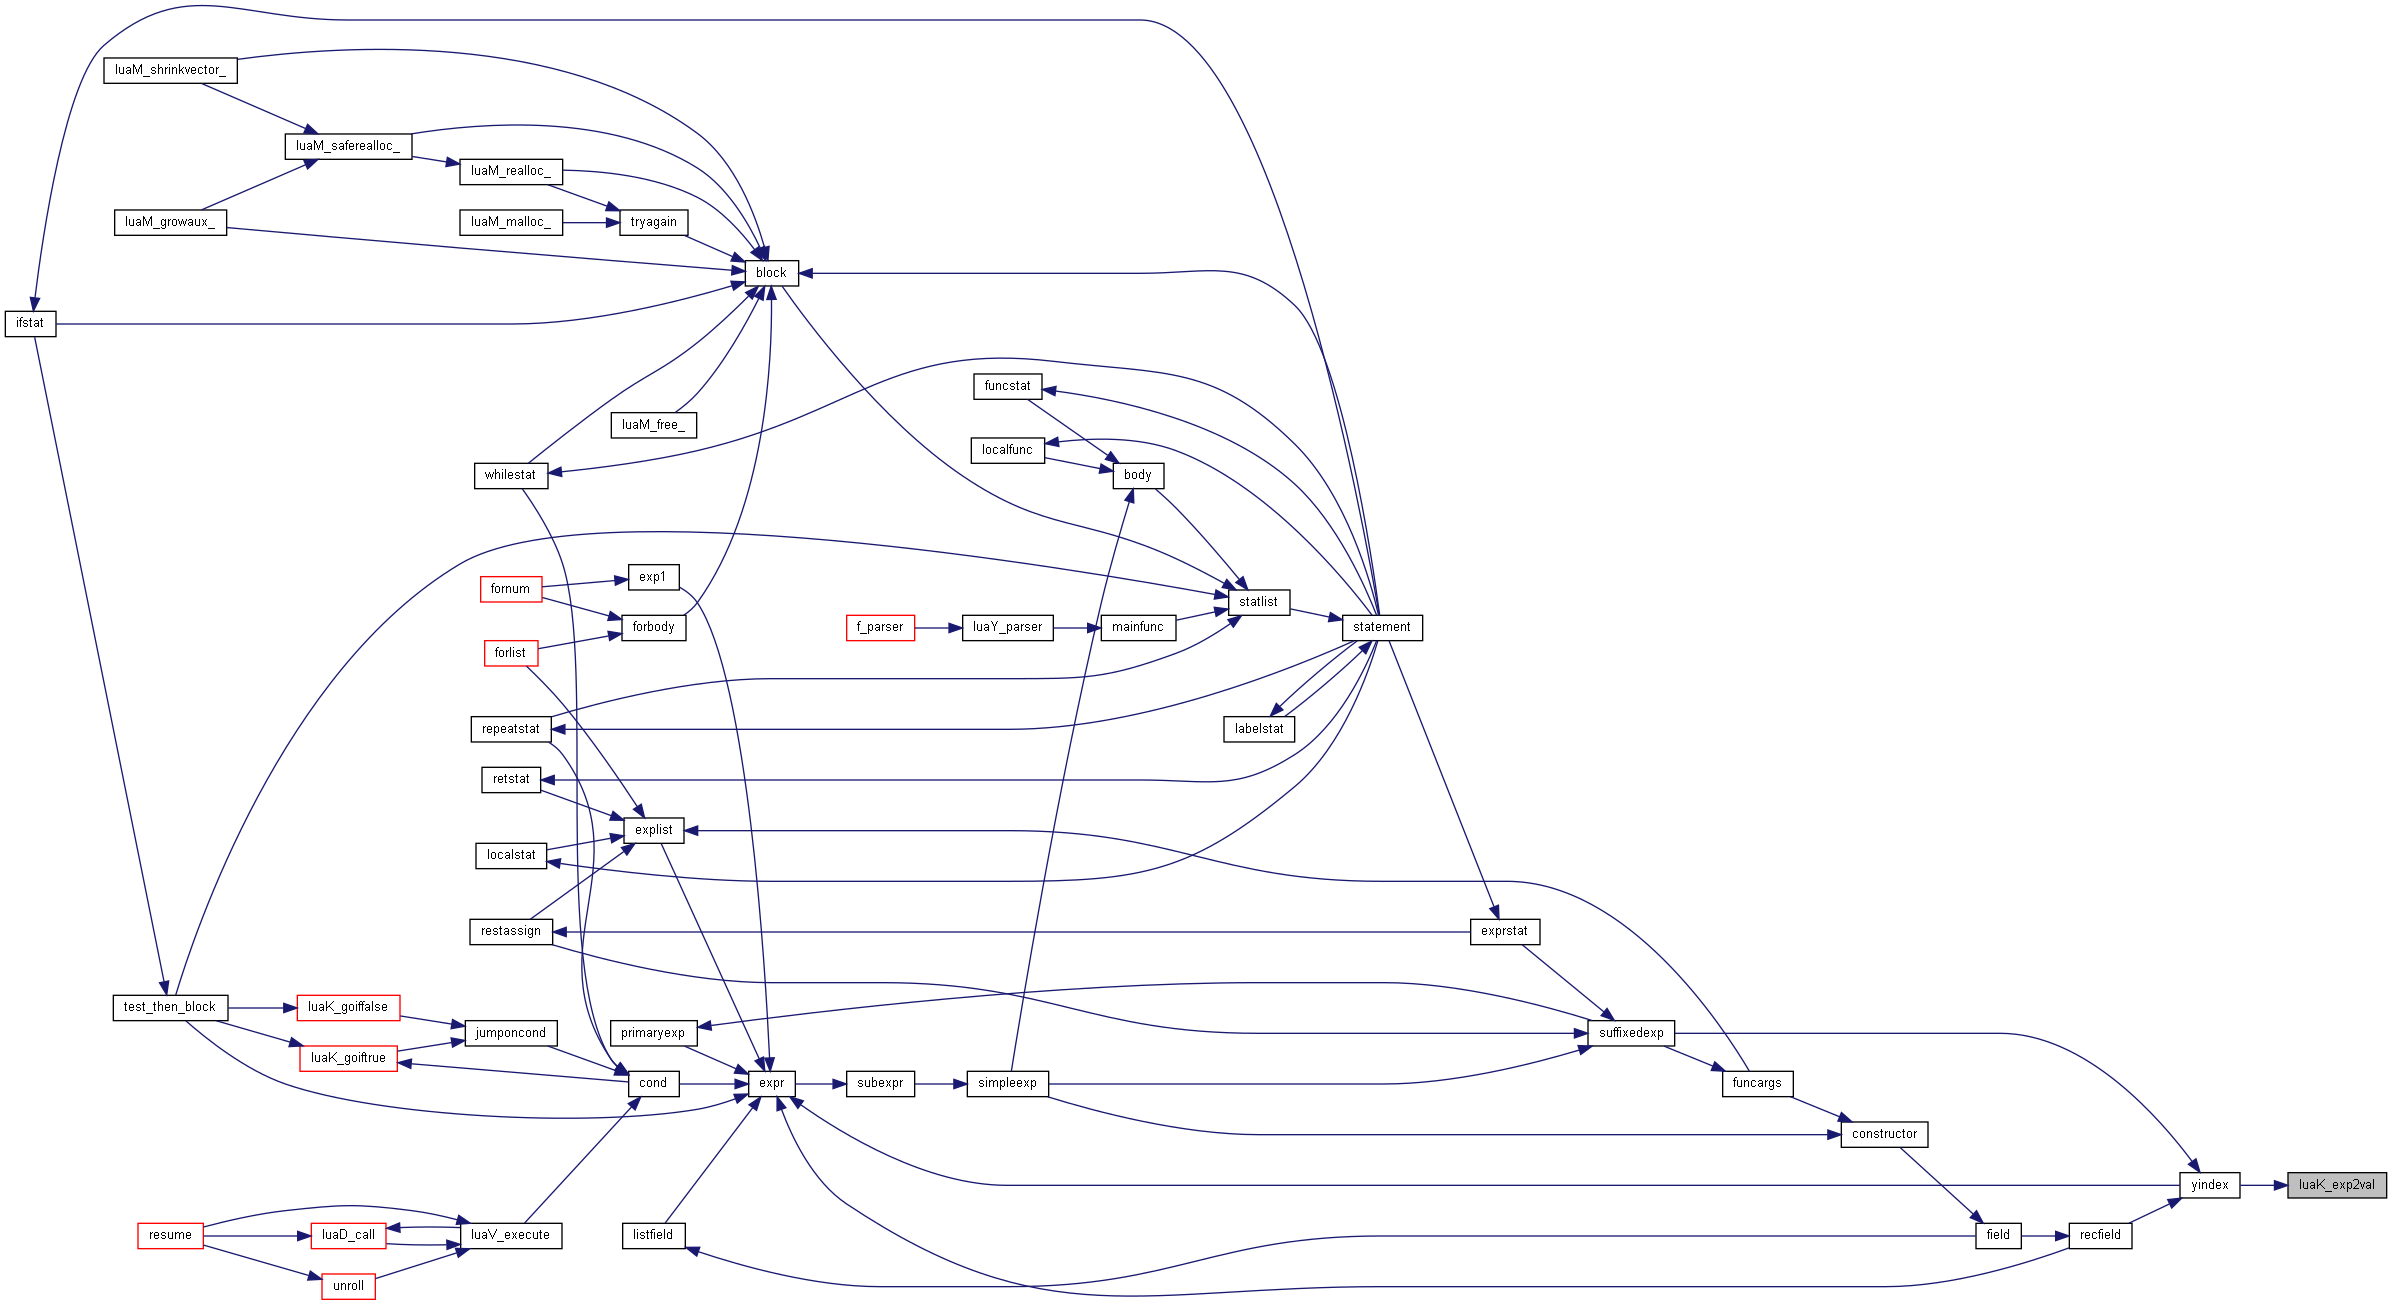 luaM_shrinkvector_
luaM_saferealloc_
luaM_realloc_
luaM_growaux_
luaM_malloc_
tryagain
block
ifstat
funcstat
luaM_free_
localfunc
whilestat
body
exp1
fornum
statlist
forbody
f_parser
luaY_parser
mainfunc
statement
forlist
repeatstat
labelstat
retstat
explist
localstat
restassign
exprstat
test_then_block
luaK_goiffalse
jumponcond
primaryexp
suffixedexp
luaK_goiftrue
cond
expr
subexpr
simpleexp
funcargs
constructor
yindex
luaK_exp2val
resume
luaD_call
luaV_execute
listfield
field
recfield
unroll